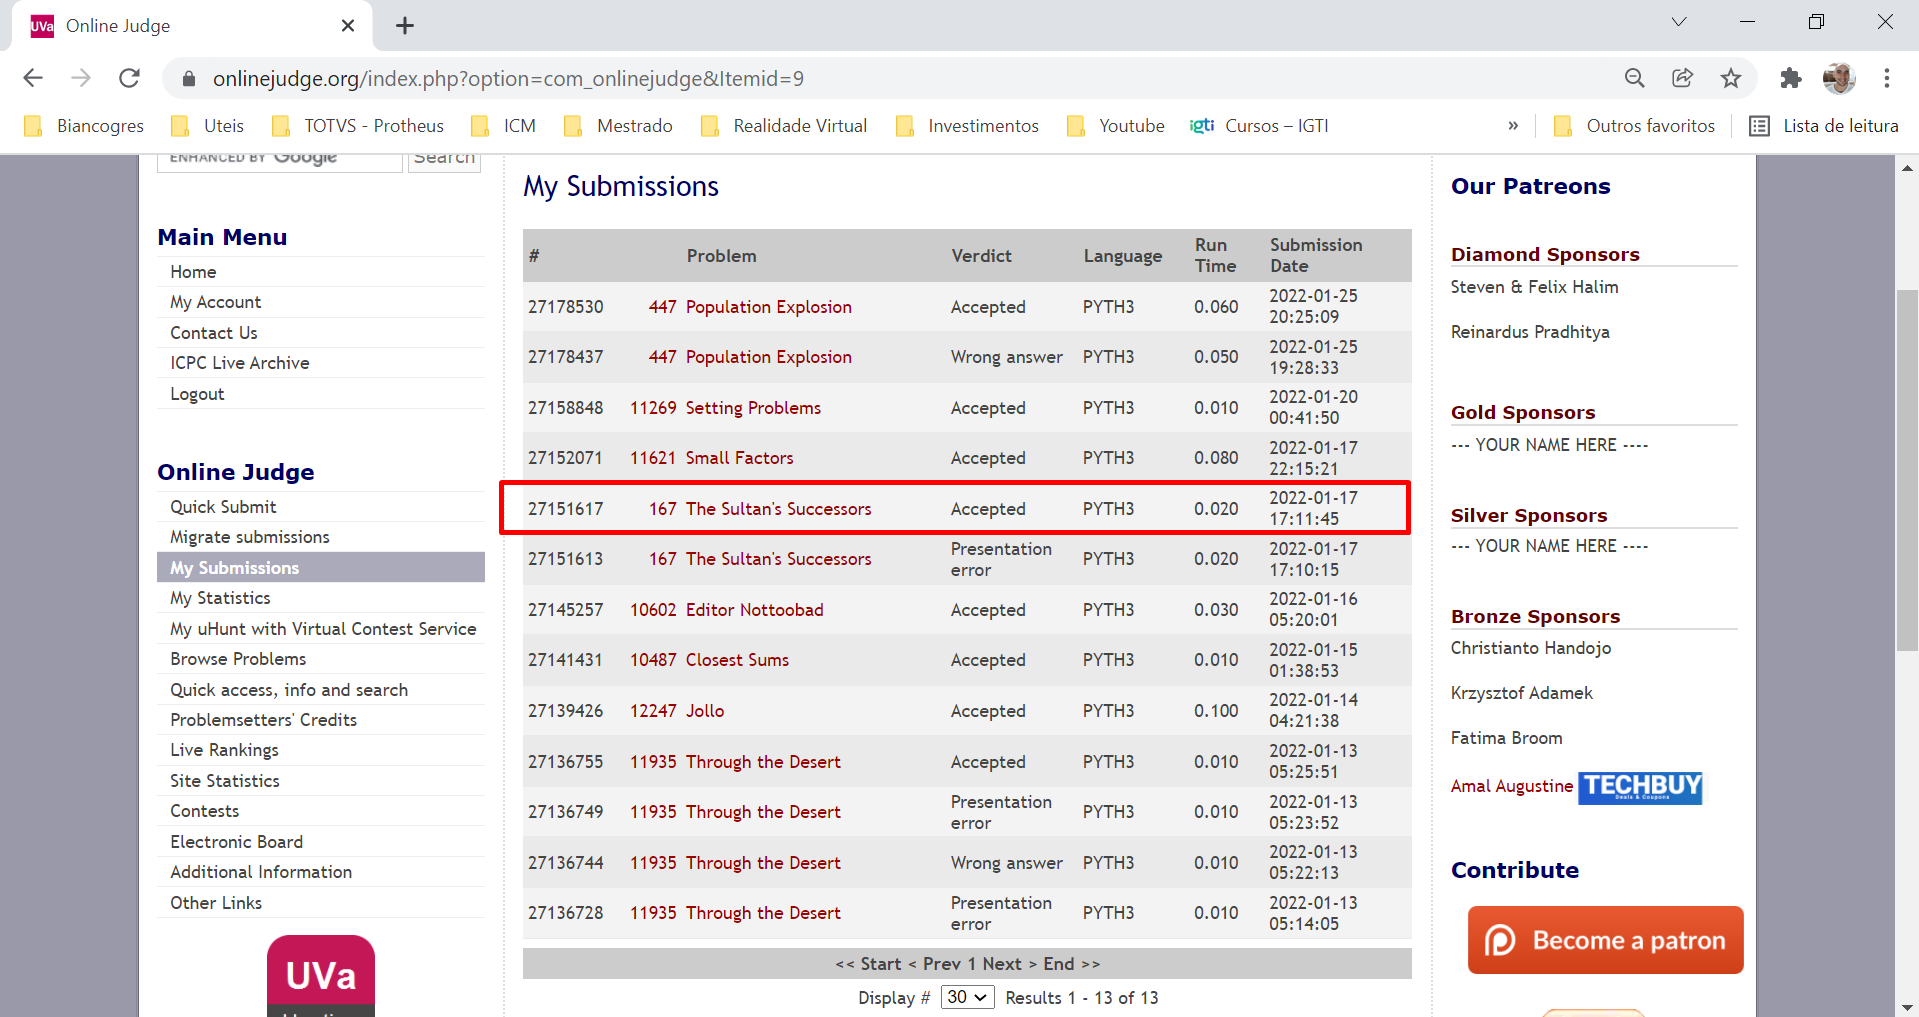 UVa Online Judge
onlinejudge.org/index.php?option=com_onlinejudge&Itemid=9
Biancogres Uteis TOTVS - Protheus ICM Mestrado Realidade Virtual Investimentos Youtube igti Cursos – IGTI » Outros favoritos Lista de leitura
ENHANCED BY Google Search
Main Menu
Home
My Account
Contact Us
ICPC Live Archive
Logout
Online Judge
Quick Submit
Migrate submissions
My Submissions
My Statistics
My uHunt with Virtual Contest Service
Browse Problems
Quick access, info and search
Problemsetters' Credits
Live Rankings
Site Statistics
Contests
Electronic Board
Additional Information
Other Links
UVa
My Submissions
# Problem Verdict Language Run Time Submission Date
27178530 447 Population Explosion Accepted PYTH3 0.060 2022-01-25 20:25:09
27178437 447 Population Explosion Wrong answer PYTH3 0.050 2022-01-25 19:28:33
27158848 11269 Setting Problems Accepted PYTH3 0.010 2022-01-20 00:41:50
27152071 11621 Small Factors Accepted PYTH3 0.080 2022-01-17 22:15:21
27151617 167 The Sultan's Successors Accepted PYTH3 0.020 2022-01-17 17:11:45
27151613 167 The Sultan's Successors Presentation error PYTH3 0.020 2022-01-17 17:10:15
27145257 10602 Editor Nottoobad Accepted PYTH3 0.030 2022-01-16 05:20:01
27141431 10487 Closest Sums Accepted PYTH3 0.010 2022-01-15 01:38:53
27139426 12247 Jollo Accepted PYTH3 0.100 2022-01-14 04:21:38
27136755 11935 Through the Desert Accepted PYTH3 0.010 2022-01-13 05:25:51
27136749 11935 Through the Desert Presentation error PYTH3 0.010 2022-01-13 05:23:52
27136744 11935 Through the Desert Wrong answer PYTH3 0.010 2022-01-13 05:22:13
27136728 11935 Through the Desert Presentation error PYTH3 0.010 2022-01-13 05:14:05
<< Start < Prev 1 Next > End >>
Display # 30 Results 1 - 13 of 13
Our Patreons
Diamond Sponsors
Steven & Felix Halim
Reinardus Pradhitya
Gold Sponsors
--- YOUR NAME HERE ----
Silver Sponsors
--- YOUR NAME HERE ----
Bronze Sponsors
Christianto Handojo
Krzysztof Adamek
Fatima Broom
Amal Augustine TECHBUY
Deals & Coupons
Contribute
Become a patron